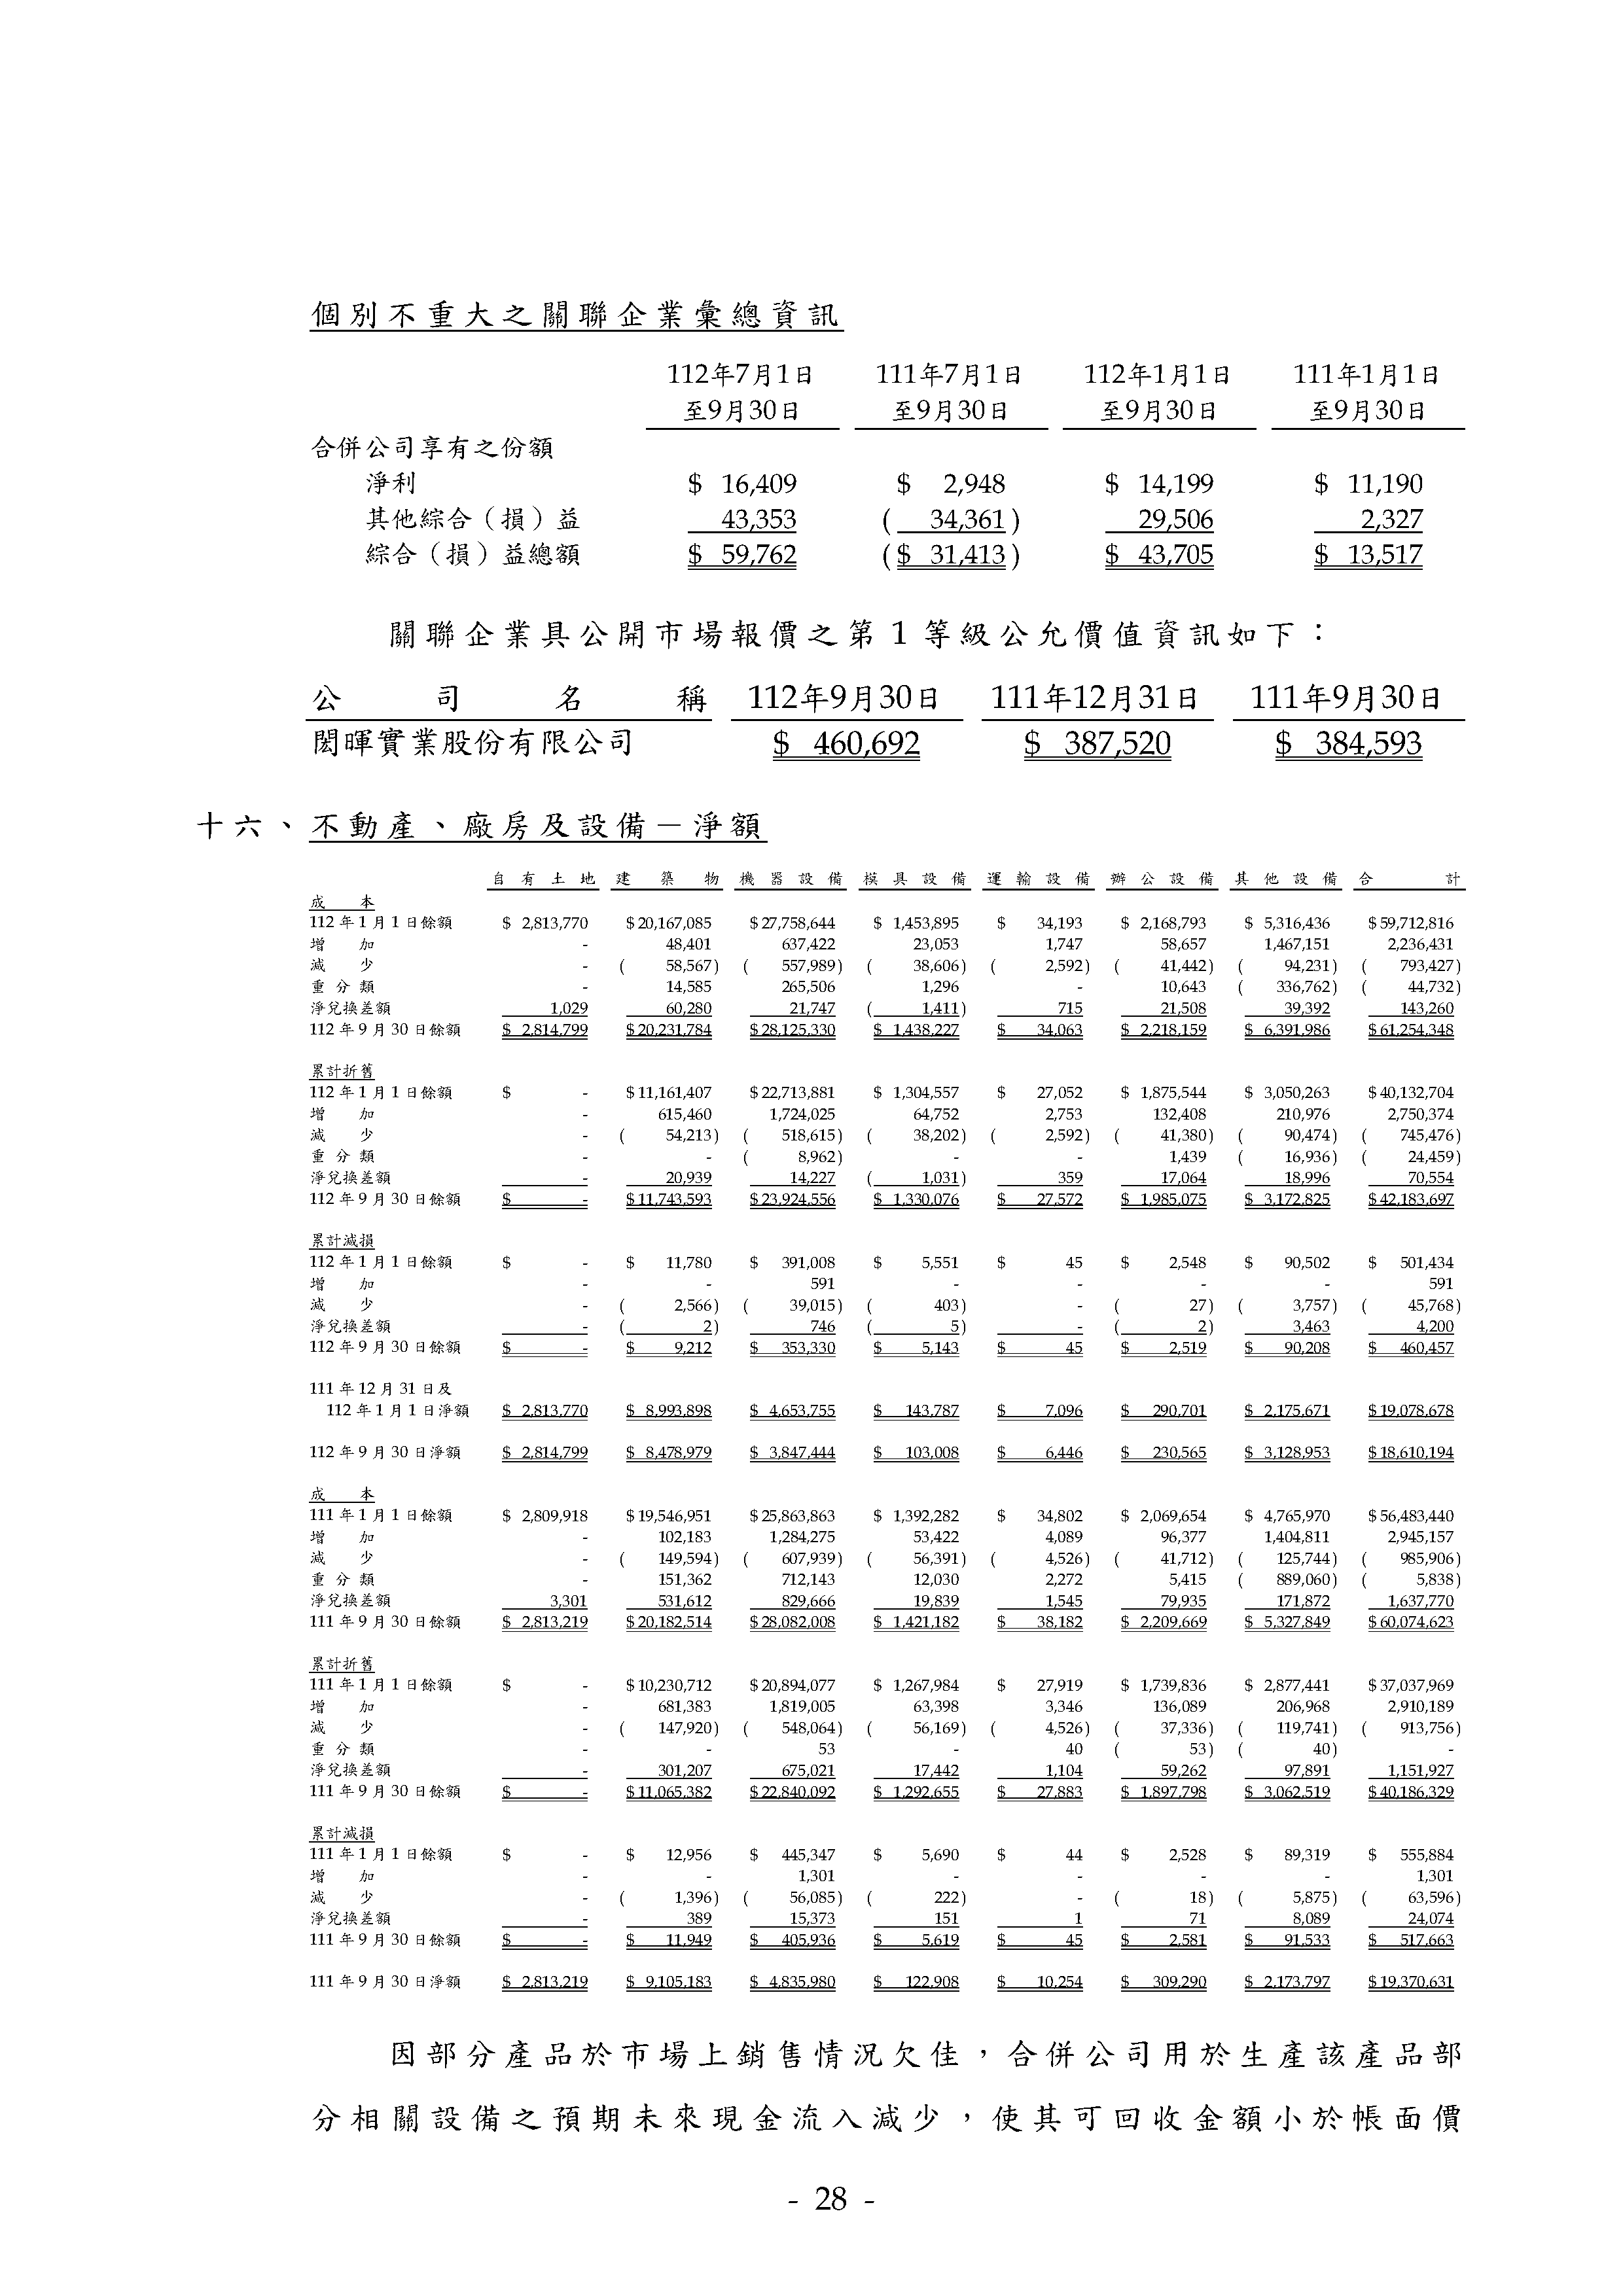 個別不重大之關聯企業彙總資訊
112年7月1日 111年7月1日 112年1月1日 111年1月1日
至9月30日 至9月30日 至9月30日 至9月30日
合併公司享有之份額
淨利 $ 16,409 $ 2,948 $ 14,199 $ 11,190
其他綜合（損）益 43,353 ( 34,361) 29,506 2,327
綜合（損）益總額 $ 59,762 ($ 31,413) $ 43,705 $ 13,517
關聯企業具公開市場報價之第1等級公允價值資訊如下：
公司名稱 112年9月30日 111年12月31日 111年9月30日
閎暉實業股份有限公司 $ 460,692 $ 387,520 $ 384,593
十六、不動產、廠房及設備－淨額
自有土地 建築物 機器設備 模具設備 運輸設備 辦公設備 其他設備 合計
成本
112年1月1日餘額 $ 2,813,770 $20,167,085 $27,758,644 $ 1,453,895 $ 34,193 $ 2,168,793 $ 5,316,436 $59,712,816
增加 - 48,401 637,422 23,053 1,747 58,657 1,467,151 2,236,431
減少 - ( 58,567) ( 557,989) ( 38,606) ( 2,592) ( 41,442) ( 94,231) ( 793,427)
重分類 - 14,585 265,506 1,296 - 10,643 ( 336,762) ( 44,732)
淨兌換差額 1,029 60,280 21,747 ( 1,411) 715 21,508 39,392 143,260
112年9月30日餘額 $ 2,814,799 $20,231,784 $28,125,330 $ 1,438,227 $ 34,063 $ 2,218,159 $ 6,391,986 $61,254,348
累計折舊
112年1月1日餘額 $ - $11,161,407 $22,713,881 $ 1,304,557 $ 27,052 $ 1,875,544 $ 3,050,263 $40,132,704
增加 - 615,460 1,724,025 64,752 2,753 132,408 210,976 2,750,374
減少 - ( 54,213) ( 518,615) ( 38,202) ( 2,592) ( 41,380) ( 90,474) ( 745,476)
重分類 - - ( 8,962) - - 1,439 ( 16,936) ( 24,459)
淨兌換差額 - 20,939 14,227 ( 1,031) 359 17,064 18,996 70,554
112年9月30日餘額 $ - $11,743,593 $23,924,556 $ 1,330,076 $ 27,572 $ 1,985,075 $ 3,172,825 $42,183,697
累計減損
112年1月1日餘額 $ - $ 11,780 $ 391,008 $ 5,551 $ 45 $ 2,548 $ 90,502 $ 501,434
增加 - - 591 - - - - 591
減少 - ( 2,566) ( 39,015) ( 403) - ( 27) ( 3,757) ( 45,768)
淨兌換差額 - ( 2) 746 ( 5) - ( 2) 3,463 4,200
112年9月30日餘額 $ - $ 9,212 $ 353,330 $ 5,143 $ 45 $ 2,519 $ 90,208 $ 460,457
111年12月31日及
112年1月1日淨額 $ 2,813,770 $ 8,993,898 $ 4,653,755 $ 143,787 $ 7,096 $ 290,701 $ 2,175,671 $19,078,678
112年9月30日淨額 $ 2,814,799 $ 8,478,979 $ 3,847,444 $ 103,008 $ 6,446 $ 230,565 $ 3,128,953 $18,610,194
成本
111年1月1日餘額 $ 2,809,918 $19,546,951 $25,863,863 $ 1,392,282 $ 34,802 $ 2,069,654 $ 4,765,970 $56,483,440
增加 - 102,183 1,284,275 53,422 4,089 96,377 1,404,811 2,945,157
減少 - ( 149,594) ( 607,939) ( 56,391) ( 4,526) ( 41,712) ( 125,744) ( 985,906)
重分類 - 151,362 712,143 12,030 2,272 5,415 ( 889,060) ( 5,838)
淨兌換差額 3,301 531,612 829,666 19,839 1,545 79,935 171,872 1,637,770
111年9月30日餘額 $ 2,813,219 $20,182,514 $28,082,008 $ 1,421,182 $ 38,182 $ 2,209,669 $ 5,327,849 $60,074,623
累計折舊
111年1月1日餘額 $ - $10,230,712 $20,894,077 $ 1,267,984 $ 27,919 $ 1,739,836 $ 2,877,441 $37,037,969
增加 - 681,383 1,819,005 63,398 3,346 136,089 206,968 2,910,189
減少 - ( 147,920) ( 548,064) ( 56,169) ( 4,526) ( 37,336) ( 119,741) ( 913,756)
重分類 - - 53 - 40 ( 53) ( 40) -
淨兌換差額 - 301,207 675,021 17,442 1,104 59,262 97,891 1,151,927
111年9月30日餘額 $ - $11,065,382 $22,840,092 $ 1,292,655 $ 27,883 $ 1,897,798 $ 3,062,519 $40,186,329
累計減損
111年1月1日餘額 $ - $ 12,956 $ 445,347 $ 5,690 $ 44 $ 2,528 $ 89,319 $ 555,884
增加 - - 1,301 - - - - 1,301
減少 - ( 1,396) ( 56,085) ( 222) - ( 18) ( 5,875) ( 63,596)
淨兌換差額 - 389 15,373 151 1 71 8,089 24,074
111年9月30日餘額 $ - $ 11,949 $ 405,936 $ 5,619 $ 45 $ 2,581 $ 91,533 $ 517,663
111年9月30日淨額 $ 2,813,219 $ 9,105,183 $ 4,835,980 $ 122,908 $ 10,254 $ 309,290 $ 2,173,797 $19,370,631
因部分產品於市場上銷售情況欠佳，合併公司用於生產該產品部
分相關設備之預期未來現金流入減少，使其可回收金額小於帳面價
- 28 -